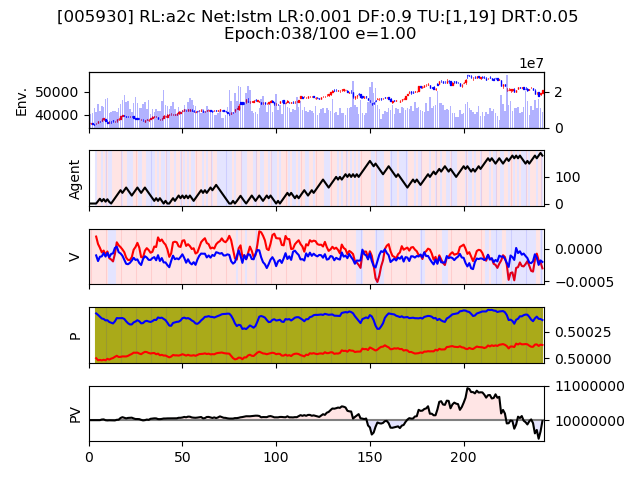 [005930] RL:a2c Net:lstm LR:0.001 DF:0.9 TU:[1,19] DRT:0.05
Epoch:038/100 e=1.00
1e7
Env.
50000
40000
2
0
Agent
100
0
V
0.0000
−0.0005
P
0.50025
0.50000
PV
11000000
10000000
0
50
100
150
200